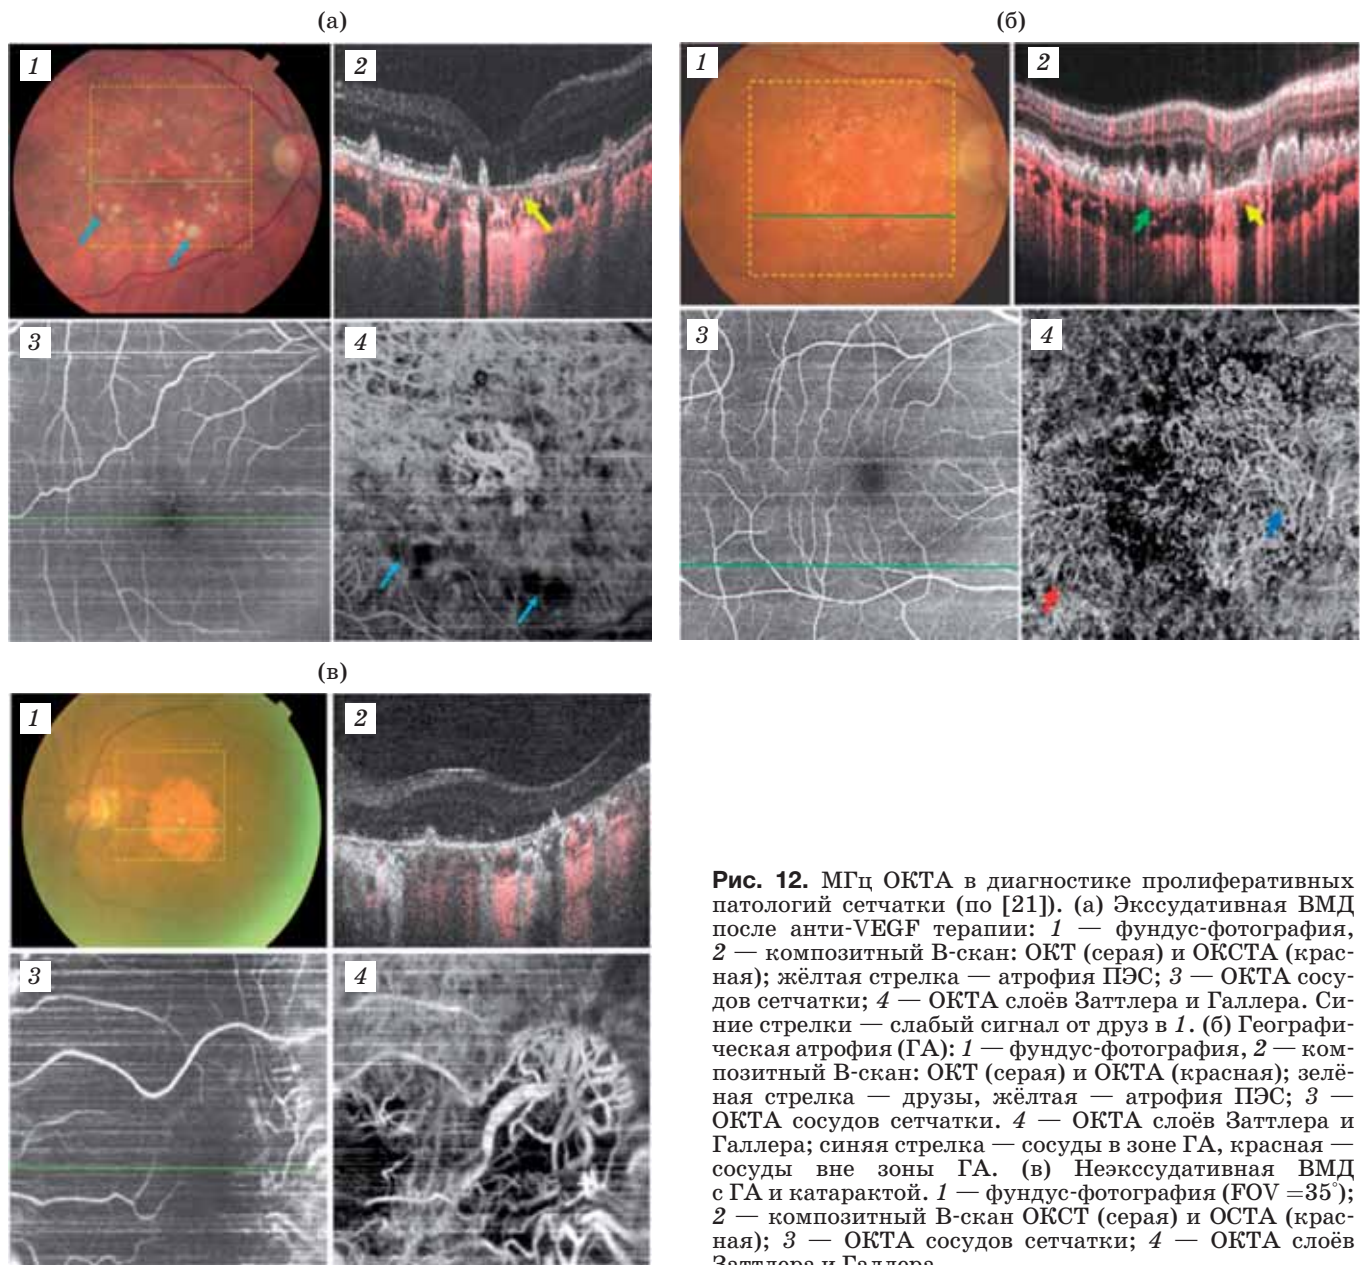 (а)
(б)
1
2
1
2
3
4
3
4
(в)
1
2
3
4
Рис. 12. МГц ОКТА в диагностике пролиферативных
патологий сетчатки (по [21]). (а) Экссудативная ВМД
после анти-VEGF терапии: 1 — фундус-фотография,
2 — композитный В-скан: ОКТ (серая) и ОКСТА (крас-
ная); жёлтая стрелка — атрофия ПЭС; 3 — ОКТА сосу-
дов сетчатки; 4 — ОКТА слоёв Заттлера и Галлера. Си-
ние стрелки — слабый сигнал от друз в 1. (б) Географи-
ческая атрофия (ГА): 1 — фундус-фотография, 2 — ком-
позитный В-скан: ОКТ (серая) и ОКТА (красная); зелё-
ная стрелка — друзы, жёлтая — атрофия ПЭС; 3 —
ОКТА сосудов сетчатки. 4 — ОКТА слоёв Заттлера и
Галлера; синяя стрелка — сосуды в зоне ГА, красная —
сосуды вне зоны ГА. (в) Неэкссудативная ВМД
с ГА и катарактой. 1 — фундус-фотография (FOV =35°);
2 — композитный В-скан ОКСТ (серая) и ОСТА (крас-
ная); 3 — ОКТА сосудов сетчатки; 4 — ОКТА слоёв
Заттлера и Галлера